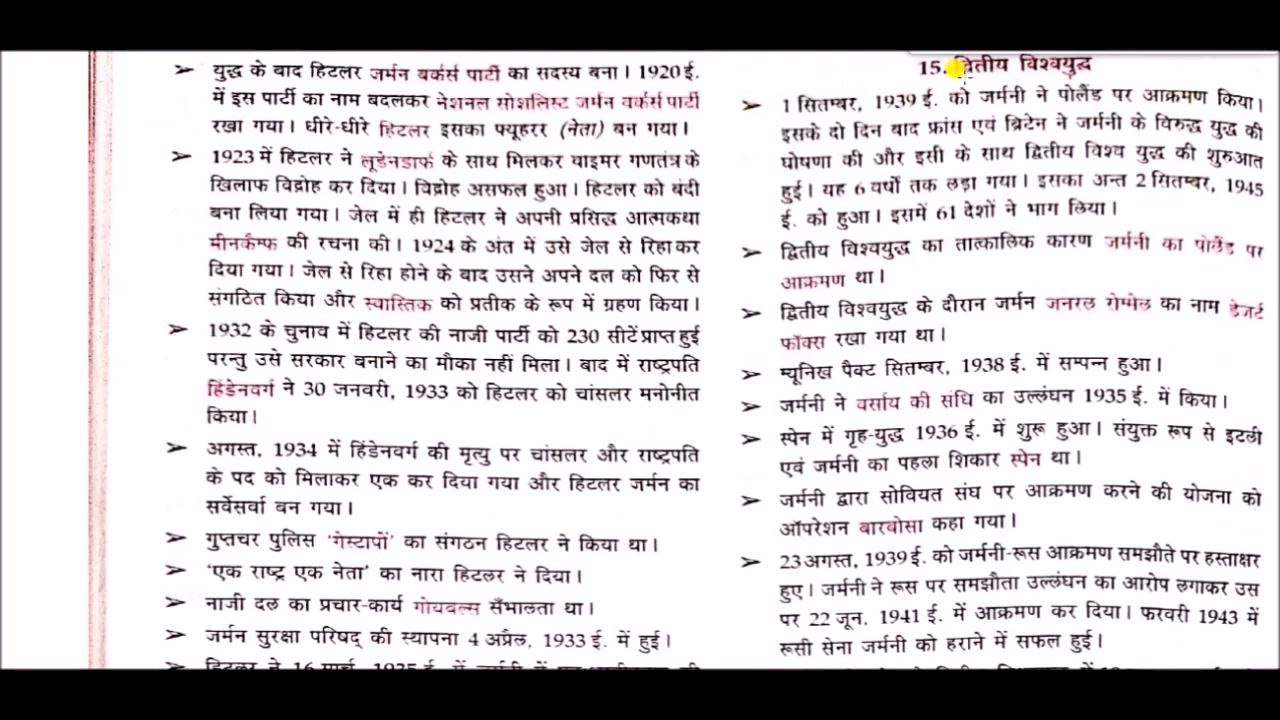 ➢ युद्ध के बाद हिटलर जर्मन वर्कर्स पार्टी का सदस्य बना। 1920 ई.
में इस पार्टी का नाम बदलकर नेशनल सोशलिस्ट जर्मन वर्कर्स पार्टी
रखा गया। धीरे-धीरे हिटलर इसका फ्यूहरर (नेता) बन गया।
➢ 1923 में हिटलर ने लूडेनडार्फ के साथ मिलकर वाइमर गणतंत्र के
खिलाफ विद्रोह कर दिया। विद्रोह असफल हुआ। हिटलर को बंदी
बना लिया गया। जेल में ही हिटलर ने अपनी प्रसिद्ध आत्मकथा
मीनकैम्फ की रचना की। 1924 के अंत में उसे जेल से रिहा कर
दिया गया। जेल से रिहा होने के बाद उसने अपने दल को फिर से
संगठित किया और स्वास्तिक को प्रतीक के रूप में ग्रहण किया।
➢ 1932 के चुनाव में हिटलर की नाजी पार्टी को 230 सीटें प्राप्त हुई
परन्तु उसे सरकार बनाने का मौका नहीं मिला। बाद में राष्ट्रपति
हिंडेनवर्ग ने 30 जनवरी, 1933 को हिटलर को चांसलर मनोनीत
किया।
➢ अगस्त, 1934 में हिंडेनवर्ग की मृत्यु पर चांसलर और राष्ट्रपति
के पद को मिलाकर एक कर दिया गया और हिटलर जर्मन का
सर्वेसर्वा बन गया।
➢ गुप्तचर पुलिस 'गेस्टापों' का संगठन हिटलर ने किया था।
➢ 'एक राष्ट्र एक नेता' का नारा हिटलर ने दिया।
➢ नाजी दल का प्रचार-कार्य गोयबल्स सँभालता था।
➢ जर्मन सुरक्षा परिषद् की स्थापना 4 अप्रैल, 1933 ई. में हुई।
हिटलर ने 16 मार्च, 1935 ई. में जर्मनी में
15. द्वितीय विश्वयुद्ध
➢ 1 सितम्बर, 1939 ई. को जर्मनी ने पोलैंड पर आक्रमण किया।
इसके दो दिन बाद फ्रांस एवं ब्रिटेन ने जर्मनी के विरुद्ध युद्ध की
घोषणा की और इसी के साथ द्वितीय विश्व युद्ध की शुरुआत
हुई। यह 6 वर्षों तक लड़ा गया। इसका अन्त 2 सितम्बर, 1945
ई. को हुआ। इसमें 61 देशों ने भाग लिया।
➢ द्वितीय विश्वयुद्ध का तात्कालिक कारण जर्मनी का पोलैंड पर
आक्रमण था।
➢ द्वितीय विश्वयुद्ध के दौरान जर्मन जनरल रोम्मेल का नाम डेजर्ट
फॉक्स रखा गया था।
➢ म्यूनिख पैक्ट सितम्बर, 1938 ई. में सम्पन्न हुआ।
➢ जर्मनी ने वर्साय की संधि का उल्लंघन 1935 ई. में किया।
➢ स्पेन में गृह-युद्ध 1936 ई. में शुरू हुआ। संयुक्त रूप से इटली
एवं जर्मनी का पहला शिकार स्पेन था।
➢ जर्मनी द्वारा सोवियत संघ पर आक्रमण करने की योजना को
ऑपरेशन बारबोसा कहा गया।
➢ 23 अगस्त, 1939 ई. को जर्मनी-रूस आक्रमण समझौते पर हस्ताक्षर
हुए। जर्मनी ने रूस पर समझौता उल्लंघन का आरोप लगाकर उस
पर 22 जून, 1941 ई. में आक्रमण कर दिया। फरवरी 1943 में
रूसी सेना जर्मनी को हराने में सफल हुई।